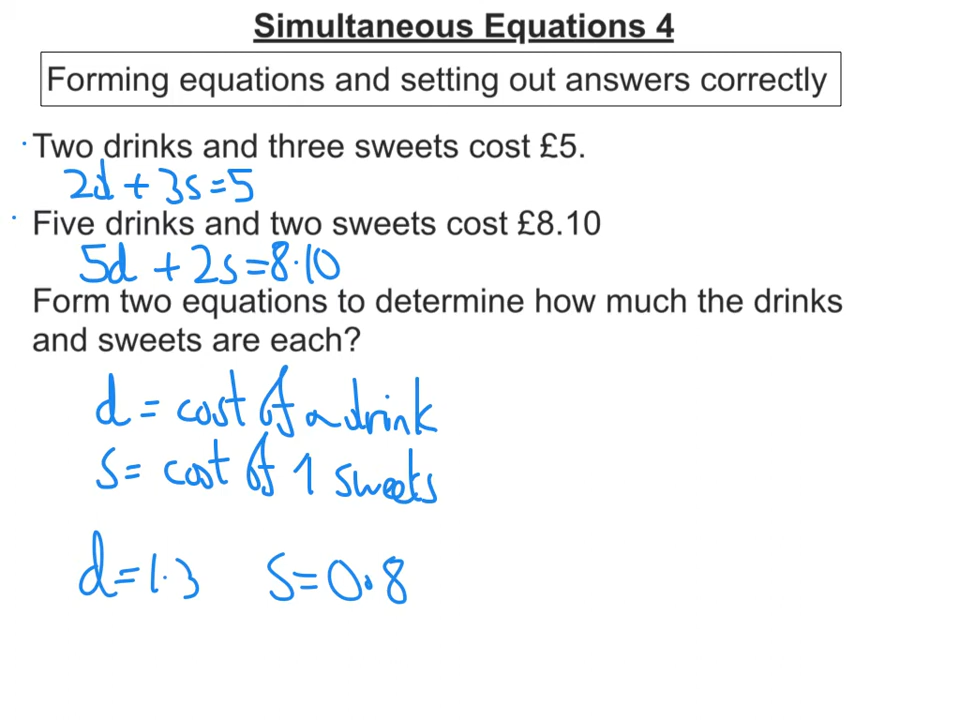 Simultaneous Equations 4
Forming equations and setting out answers correctly
Two drinks and three sweets cost £5.
2d + 3s = 5
Five drinks and two sweets cost £8.10
5d + 2s = 8.10
Form two equations to determine how much the drinks
and sweets are each?
d = cost of a drink
s = cost of 1 sweets
d = 1.3 s = 0.8